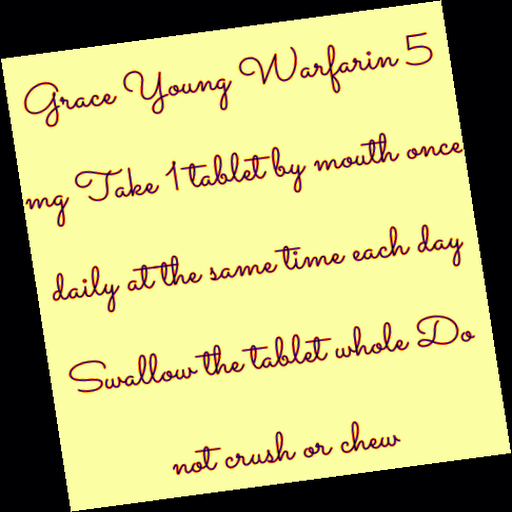 Grace Young Warfarin 5
mg Take 1 tablet by mouth once
daily at the same time each day
Swallow the tablet whole Do
not crush or chew